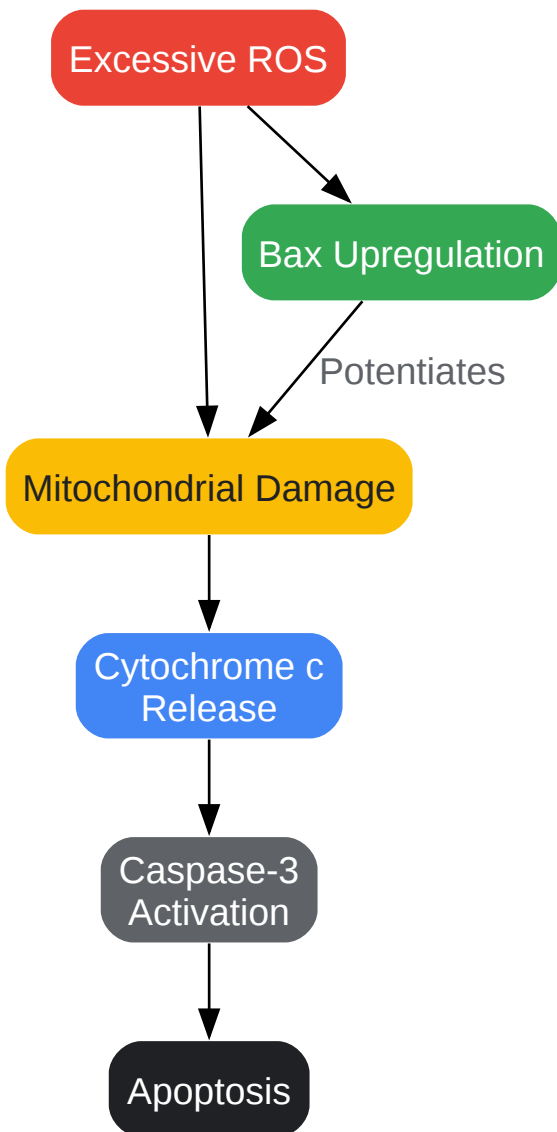 Excessive ROS
Bax Upregulation
Potentiates
Mitochondrial Damage
Cytochrome c
Release
Caspase-3
Activation
Apoptosis